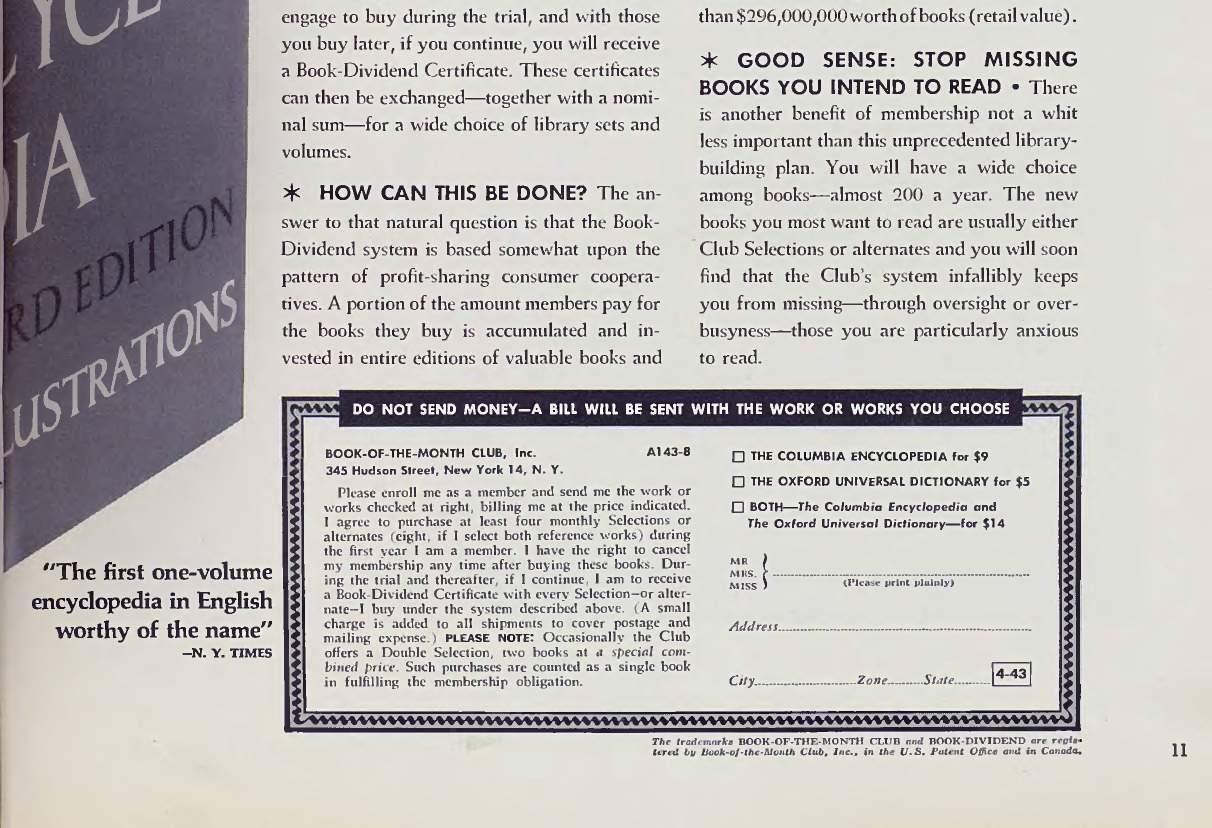 YCL
IA
RD EDITION
LUSTRATIONS
"The first one-volume
encyclopedia in English
worthy of the name"
—N. Y. TIMES
engage to buy during the trial, and with those
you buy later, if you continue, you will receive
a Book-Dividend Certificate. These certificates
can then be exchanged—together with a nomi-
nal sum—for a wide choice of library sets and
volumes.
* HOW CAN THIS BE DONE? The an-
swer to that natural question is that the Book-
Dividend system is based somewhat upon the
pattern of profit-sharing consumer coopera-
tives. A portion of the amount members pay for
the books they buy is accumulated and in-
vested in entire editions of valuable books and
than $296,000,000 worth of books (retail value).
* GOOD SENSE: STOP MISSING
BOOKS YOU INTEND TO READ • There
is another benefit of membership not a whit
less important than this unprecedented library-
building plan. You will have a wide choice
among books—almost 200 a year. The new
books you most want to read are usually either
Club Selections or alternates and you will soon
find that the Club's system infallibly keeps
you from missing—through oversight or over-
busyness—those you are particularly anxious
to read.
DO NOT SEND MONEY—A BILL WILL BE SENT WITH THE WORK OR WORKS YOU CHOOSE
BOOK-OF-THE-MONTH CLUB, Inc. A143-8
345 Hudson Street, New York 14, N. Y.
Please enroll me as a member and send me the work or
works checked at right, billing me at the price indicated.
I agree to purchase at least four monthly Selections or
alternates (eight, if I select both reference works) during
the first year I am a member. I have the right to cancel
my membership any time after buying these books. Dur-
ing the trial and thereafter, if I continue, I am to receive
a Book-Dividend Certificate with every Selection—or alter-
nate—I buy under the system described above. (A small
charge is added to all shipments to cover postage and
mailing expense.) PLEASE NOTE: Occasionally the Club
offers a Double Selection, two books at a special com-
bined price. Such purchases are counted as a single book
in fulfilling the membership obligation.
☐ THE COLUMBIA ENCYCLOPEDIA for $9
☐ THE OXFORD UNIVERSAL DICTIONARY for $5
☐ BOTH—The Columbia Encyclopedia and
The Oxford Universal Dictionary—for $14
MR
MRS.
MISS
(Please print plainly)
Address
City Zone State 4-43
The trademarks BOOK-OF-THE-MONTH CLUB and BOOK-DIVIDEND are regis-
tered by Book-of-the-Month Club, Inc., in the U.S. Patent Office and in Canada.
11